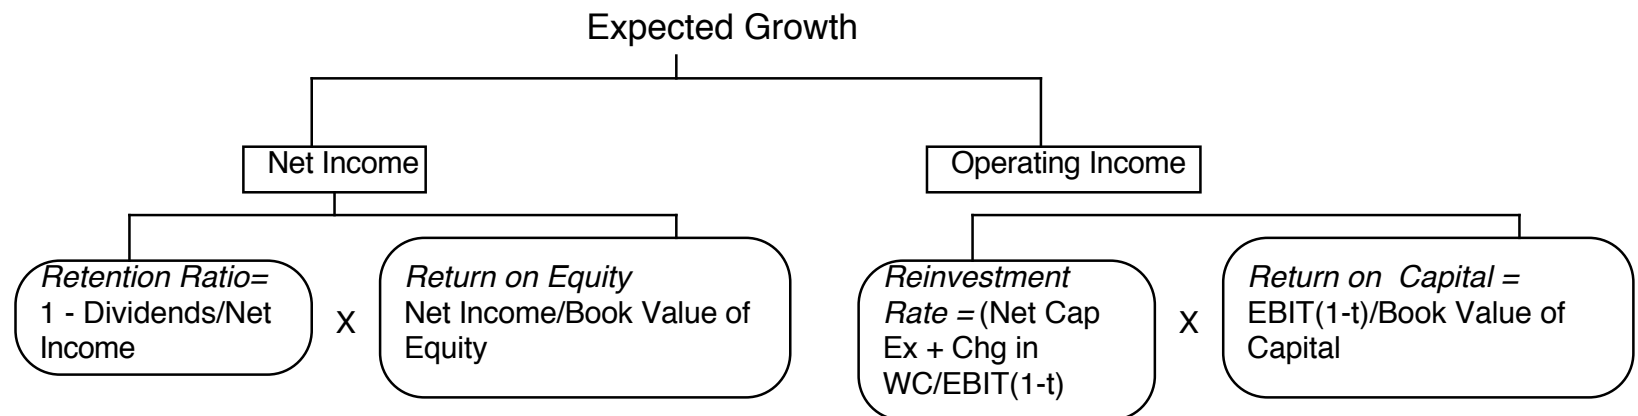 Expected Growth
Net Income
Operating Income
Retention Ratio=
1 - Dividends/Net
Income
X
Return on Equity
Net Income/Book Value of
Equity
Reinvestment
Rate = (Net Cap
Ex + Chg in
WC/EBIT(1-t)
X
Return on  Capital =
EBIT(1-t)/Book Value of
Capital